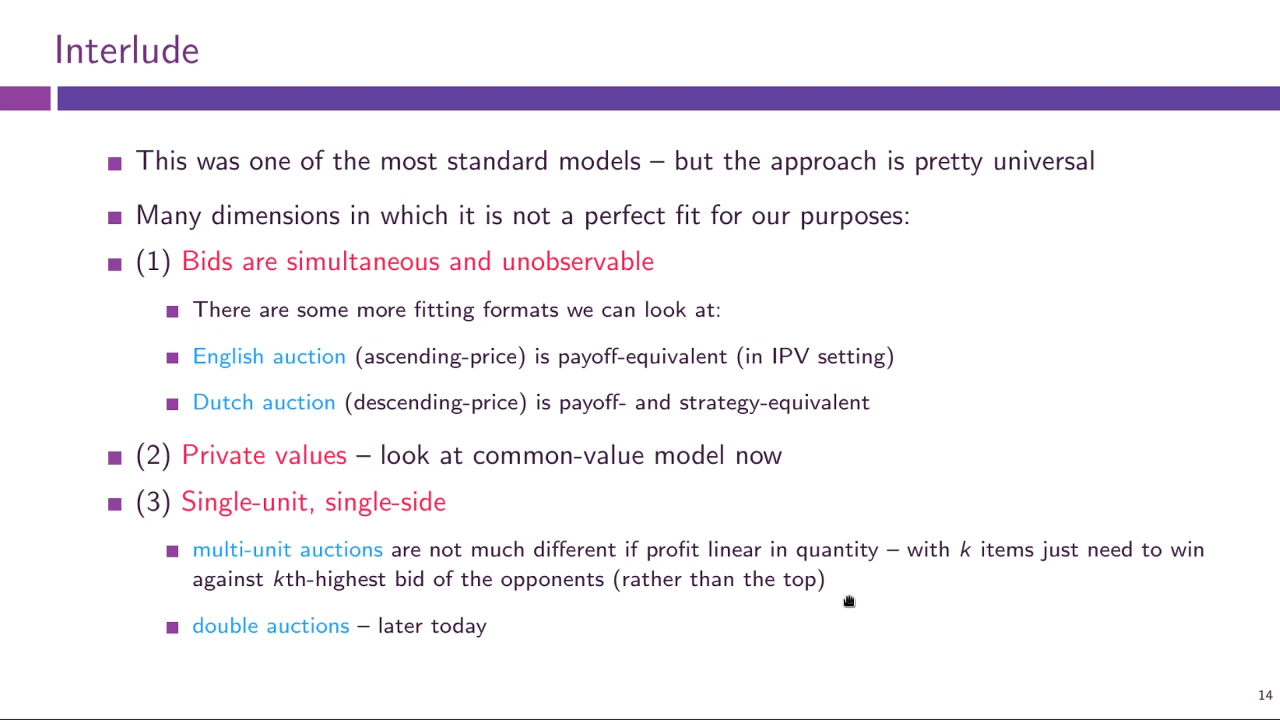 Interlude
This was one of the most standard models – but the approach is pretty universal
Many dimensions in which it is not a perfect fit for our purposes:
(1) Bids are simultaneous and unobservable
There are some more fitting formats we can look at:
English auction (ascending-price) is payoff-equivalent (in IPV setting)
Dutch auction (descending-price) is payoff- and strategy-equivalent
(2) Private values – look at common-value model now
(3) Single-unit, single-side
multi-unit auctions are not much different if profit linear in quantity – with k items just need to win
against kth-highest bid of the opponents (rather than the top)
double auctions – later today
14